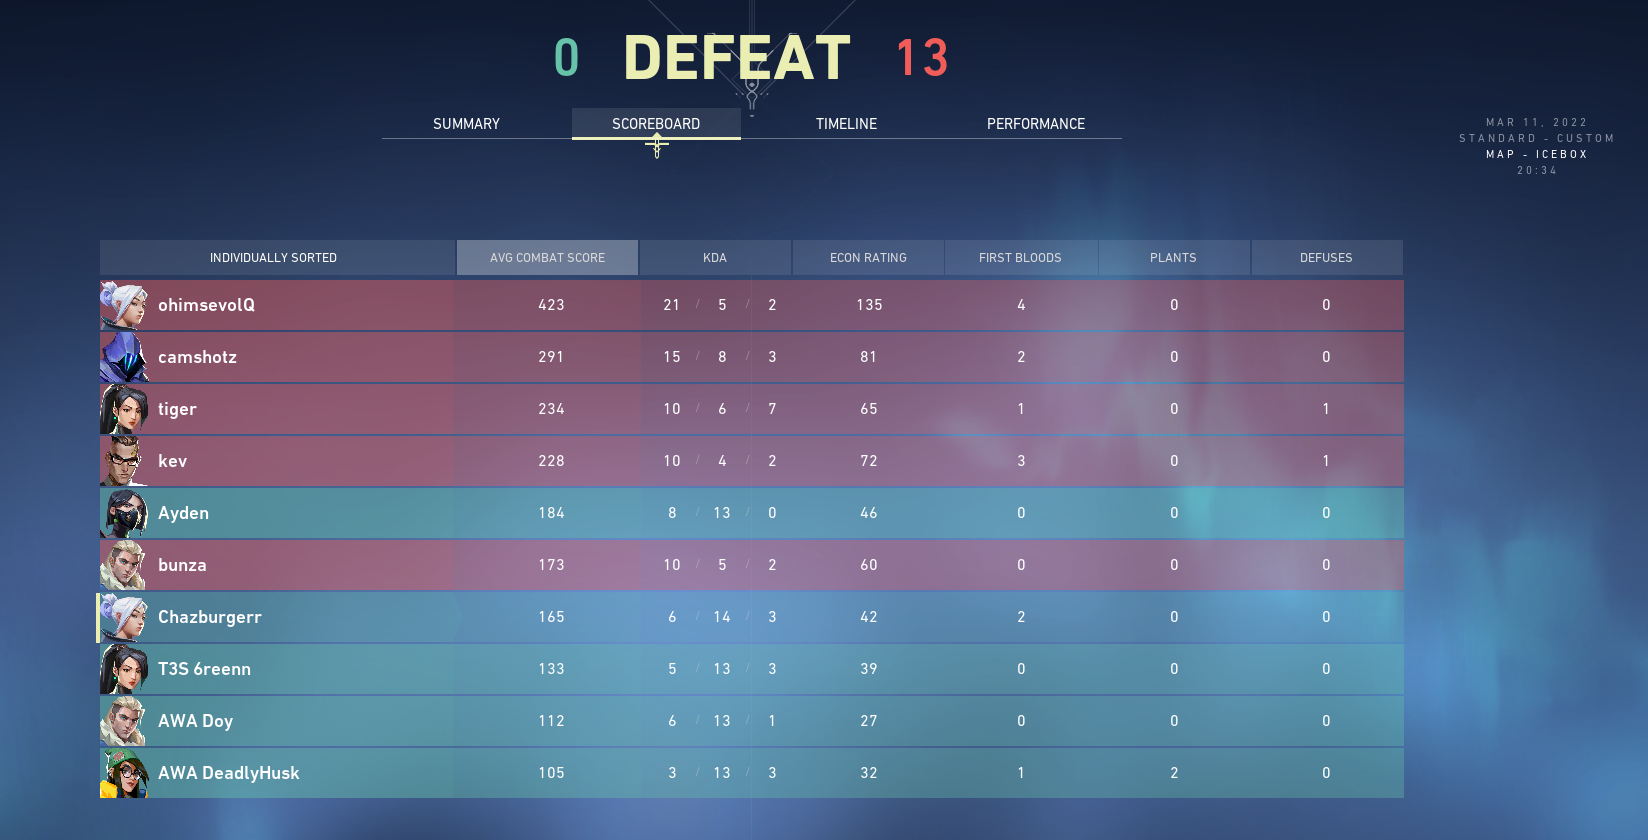 0 DEFEAT 13
SUMMARY SCOREBOARD TIMELINE PERFORMANCE
MAR 11, 2022
STANDARD - CUSTOM
MAP - ICEBOX
20:34
INDIVIDUALLY SORTED AVG COMBAT SCORE KDA ECON RATING FIRST BLOODS PLANTS DEFUSES
ohimsevolQ 423 21 / 5 / 2 135 4 0 0
camshotz 291 15 / 8 / 3 81 2 0 0
tiger 234 10 / 6 / 7 65 1 0 1
kev 228 10 / 4 / 2 72 3 0 1
Ayden 184 8 / 13 / 0 46 0 0 0
bunza 173 10 / 5 / 2 60 0 0 0
Chazburgerr 165 6 / 14 / 3 42 2 0 0
T3S 6reenn 133 5 / 13 / 3 39 0 0 0
AWA Doy 112 6 / 13 / 1 27 0 0 0
AWA DeadlyHusk 105 3 / 13 / 3 32 1 2 0